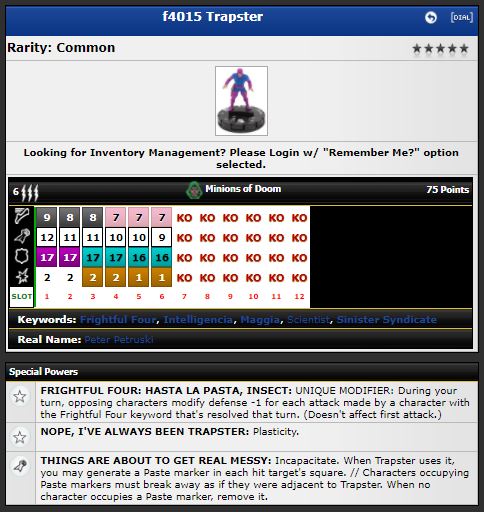 f4015 Trapster
[DIAL]
Rarity: Common
Looking for Inventory Management? Please Login w/ "Remember Me?" option
selected.
6 Minions of Doom 75 Points
9 8 8 7 7 7 KO KO KO KO KO KO
12 11 11 10 10 9 KO KO KO KO KO KO
17 17 17 17 16 16 KO KO KO KO KO KO
2 2 2 2 1 1 KO KO KO KO KO KO
SLOT 1 2 3 4 5 6 7 8 9 10 11 12
Keywords: Frightful Four, Intelligencia, Maggia, Scientist, Sinister Syndicate
Real Name: Peter Petruski
Special Powers
FRIGHTFUL FOUR: HASTA LA PASTA, INSECT: UNIQUE MODIFIER: During your
turn, opposing characters modify defense -1 for each attack made by a character with
the Frightful Four keyword that's resolved that turn. (Doesn't affect first attack.)
NOPE, I'VE ALWAYS BEEN TRAPSTER: Plasticity.
THINGS ARE ABOUT TO GET REAL MESSY: Incapacitate. When Trapster uses it,
you may generate a Paste marker in each hit target's square. // Characters occupying
Paste markers must break away as if they were adjacent to Trapster. When no
character occupies a Paste marker, remove it.